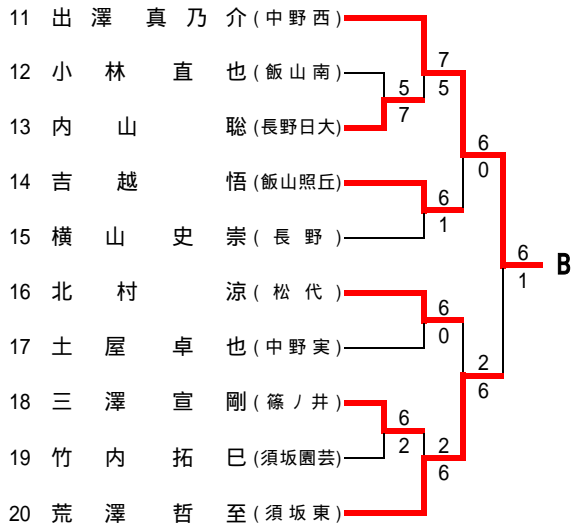 11 出澤 真乃介 (中野西)
7
12 小林直也 (飯山南)
5
5
7
13 内山 聡 (長野日大)
6
0
14 吉越 悟 (飯山照丘)
6
1
15 横山史崇 (長野)
6
B
1
16 北村 涼 (松代)
6
0
17 土屋卓也 (中野実)
2
6
18 三澤宣剛 (篠ノ井)
6
2
2
19 竹内拓巳 (須坂園芸)
6
20 荒澤哲至 (須坂東)